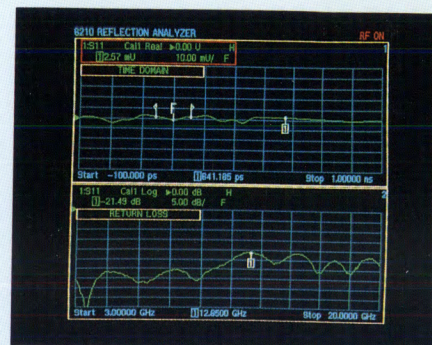 6210 REFLECTION ANALYZER
RF ON
1:S11 Cal1 Real ►0.00 U H
1
[1]2.57 mU 10.00 mU/ F
TIME DOMAIN
F
1
Start -100.000 ps [1]641.185 ps Stop 1.00000 ns
1:S11 Cal1 Log ►0.00 dB H
2
[1]-21.49 dB 5.00 dB/ F
RETURN LOSS
1
Start 3.00000 GHz [1]12.8500 GHz Stop 20.0000 GHz